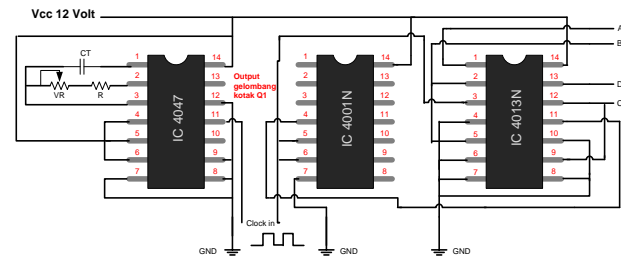 Vcc 12 Volt
CT
VR
R
1
2
3
4
5
6
7
14
13
12
11
10
9
8
IC 4047
Output
gelombang
kotak Q1
Clock in
GND
1
2
3
4
5
6
7
14
13
12
11
10
9
8
IC 4001N
GND
1
2
3
4
5
6
7
14
13
12
11
10
9
8
IC 4013N
GND
A
B
D
C